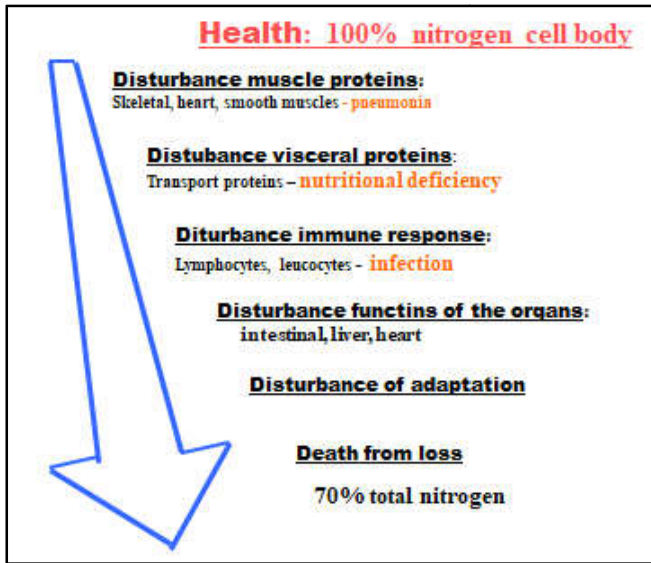 Health: 100% nitrogen cell body
Disturbance muscle proteins:
Skeletal, heart, smooth muscles - pneumonia
Distubance visceral proteins:
Transport proteins – nutritional deficiency
Diturbance immune response:
Lymphocytes, leucocytes - infection
Disturbance functins of the organs:
intestinal, liver, heart
Disturbance of adaptation
Death from loss
70% total nitrogen